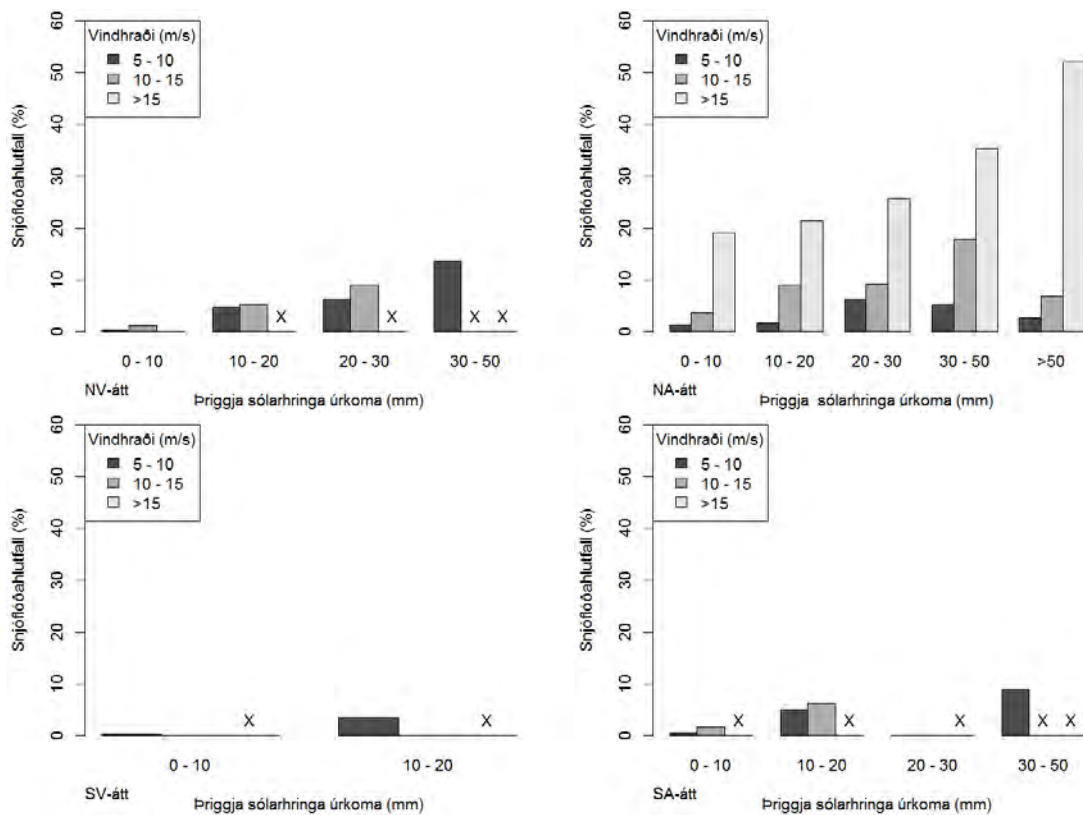 Snjóflóðahlutfall (%)
60
50
40
30
20
10
0
Vindhraði (m/s)
5 - 10
10 - 15
>15
X
X
X X
0 - 10 10 - 20 20 - 30 30 - 50
NV-átt
Þriggja sólarhringa úrkoma (mm)
Snjóflóðahlutfall (%)
60
50
40
30
20
10
0
Vindhraði (m/s)
5 - 10
10 - 15
>15
0 - 10 10 - 20 20 - 30 30 - 50 >50
NA-átt
Þriggja sólarhringa úrkoma (mm)
Snjóflóðahlutfall (%)
60
50
40
30
20
10
0
Vindhraði (m/s)
5 - 10
10 - 15
>15
X
X
0 - 10 10 - 20
SV-átt
Þriggja sólarhringa úrkoma (mm)
Snjóflóðahlutfall (%)
60
50
40
30
20
10
0
Vindhraði (m/s)
5 - 10
10 - 15
>15
X
X
X
X X
0 - 10 10 - 20 20 - 30 30 - 50
SA-átt
Þriggja sólarhringa úrkoma (mm)